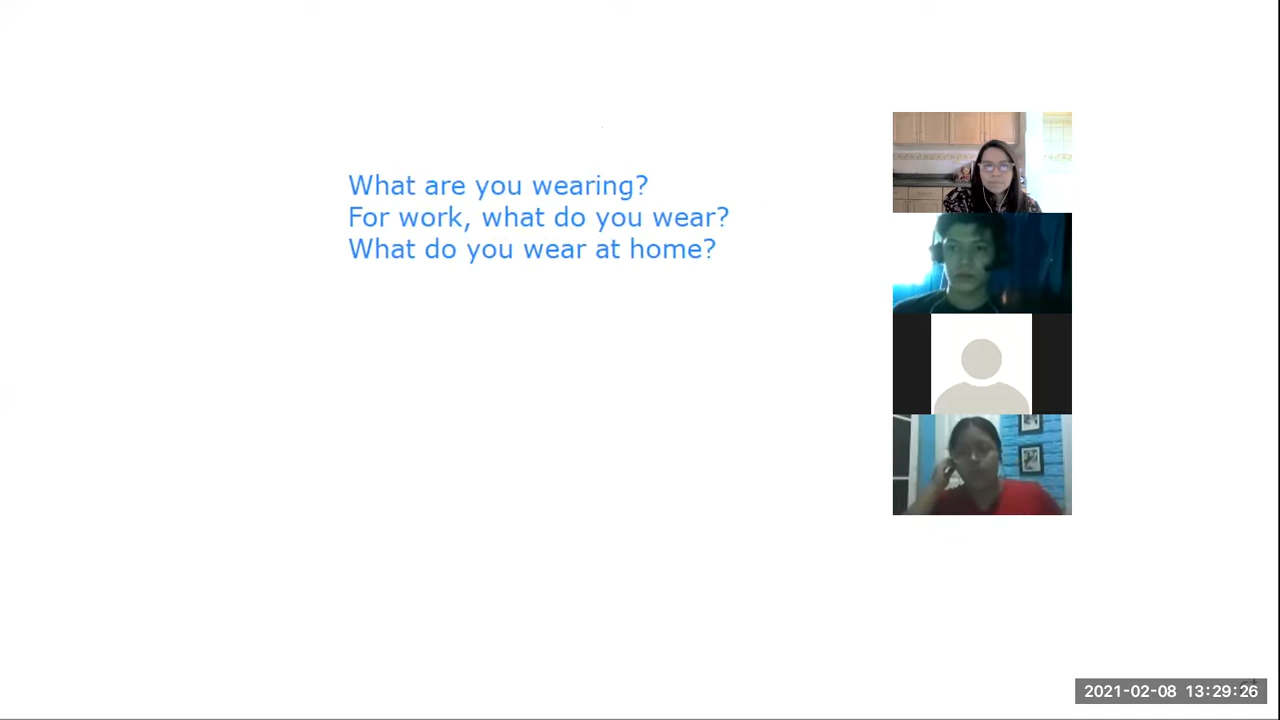 What are you wearing?
For work, what do you wear?
What do you wear at home?
2021-02-08 13:29:26